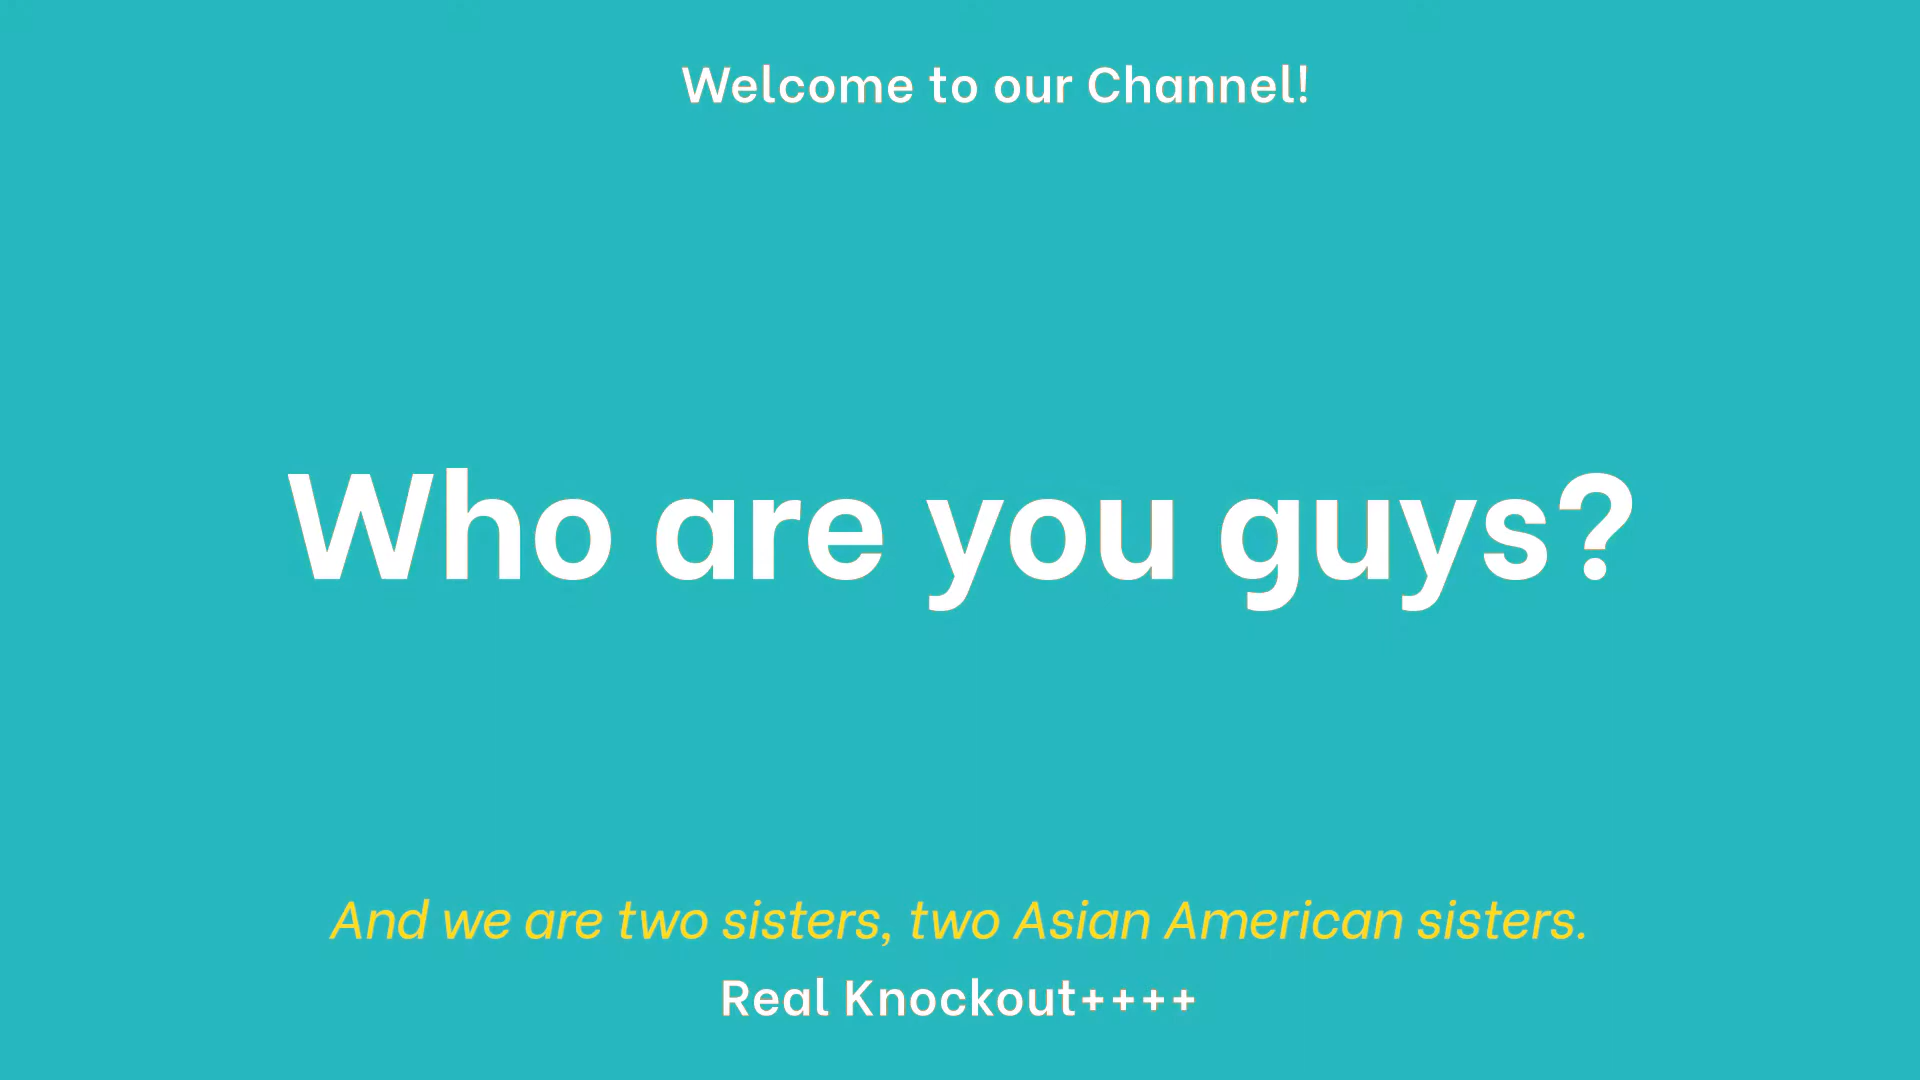 Welcome to our Channel!
Who are you guys?
And we are two sisters, two Asian American sisters.
Real Knockout++++